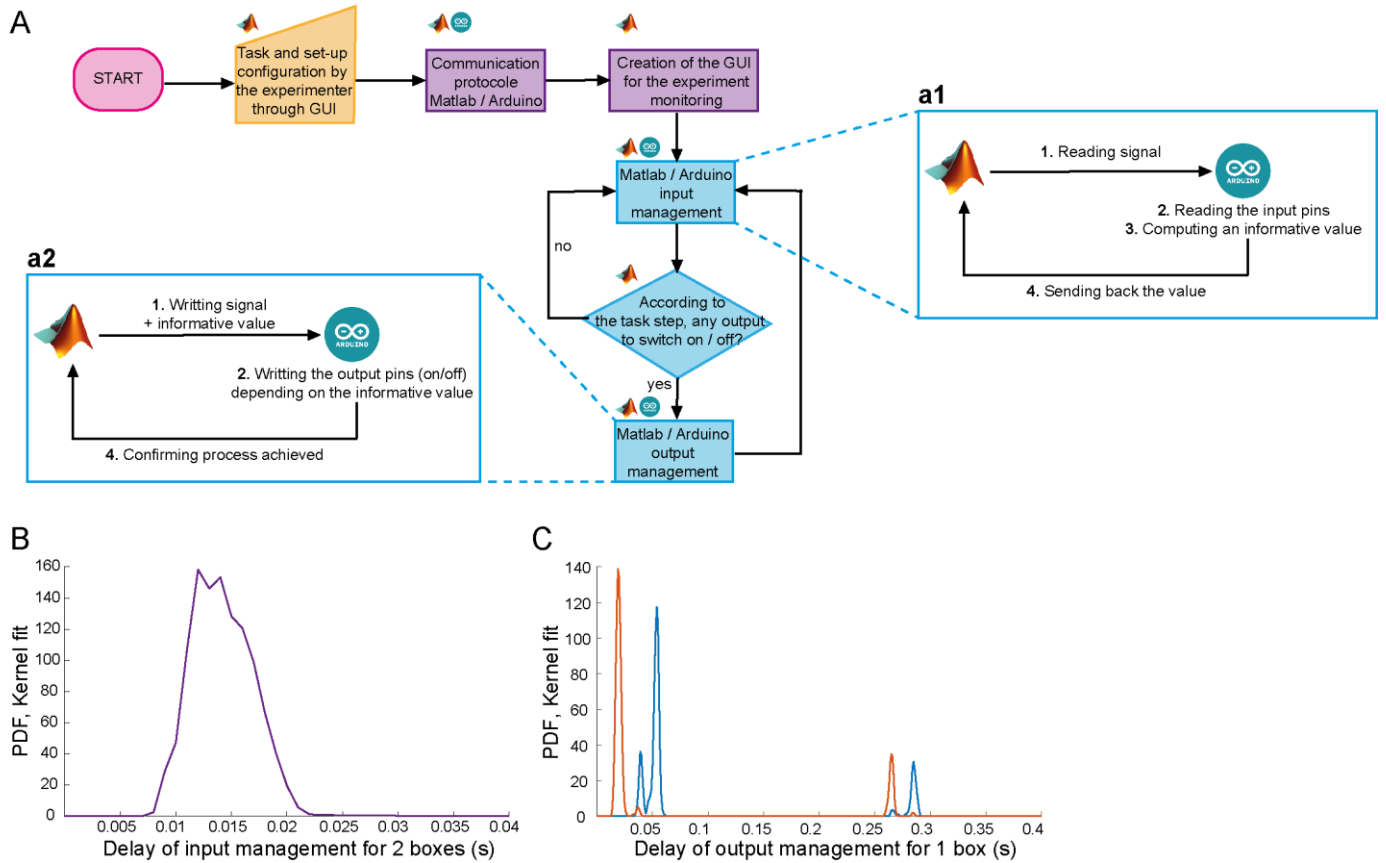 A
START
Task and set-up
configuration by
the experimenter
through GUI
Communication
protocole
Matlab / Arduino
Creation of the GUI
for the experiment
monitoring
a1
1. Reading signal
ARDUINO
2. Reading the input pins
3. Computing an informative value
4. Sending back the value
Matlab / Arduino
input
management
no
According to
the task step, any output
to switch on / off?
yes
Matlab / Arduino
output
management
a2
1. Writting signal
+ informative value
ARDUINO
2. Writting the output pins (on/off)
depending on the informative value
4. Confirming process achieved
B
PDF, Kernel fit
160
140
120
100
80
60
40
20
0
0.005 0.01 0.015 0.02 0.025 0.03 0.035 0.04
Delay of input management for 2 boxes (s)
C
PDF, Kernel fit
140
120
100
80
60
40
20
0
0.05 0.1 0.15 0.2 0.25 0.3 0.35 0.4
Delay of output management for 1 box (s)